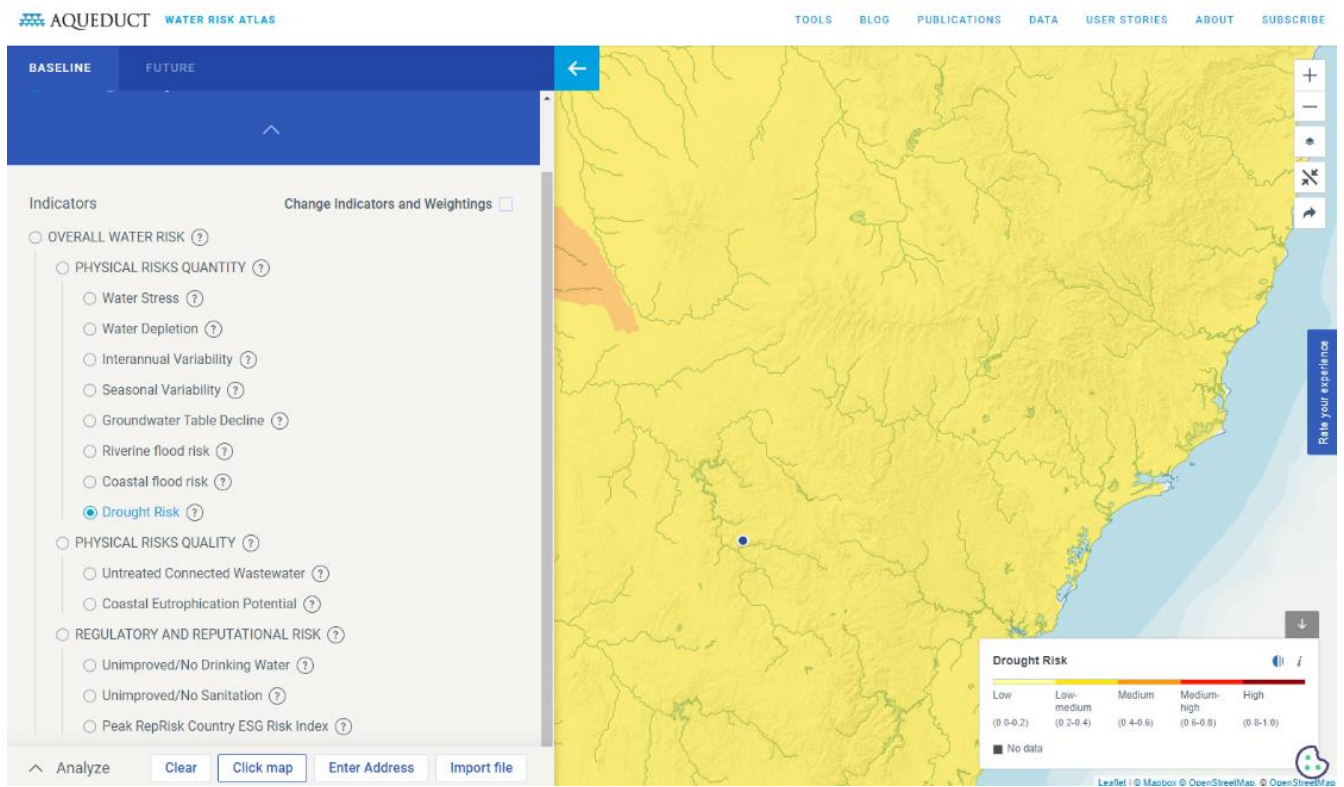 AQUEDUCT WATER RISK ATLAS
TOOLS BLOG PUBLICATIONS DATA USER STORIES ABOUT SUBSCRIBE
BASELINE FUTURE
Indicators
Change Indicators and Weightings
OVERALL WATER RISK ?
PHYSICAL RISKS QUANTITY ?
Water Stress ?
Water Depletion ?
Interannual Variability ?
Seasonal Variability ?
Groundwater Table Decline ?
Riverine flood risk ?
Coastal flood risk ?
Drought Risk ?
PHYSICAL RISKS QUALITY ?
Untreated Connected Wastewater ?
Coastal Eutrophication Potential ?
REGULATORY AND REPUTATIONAL RISK ?
Unimproved/No Drinking Water ?
Unimproved/No Sanitation ?
Peak RepRisk Country ESG Risk Index ?
Analyze Clear Click map Enter Address Import file
Rate your experience
Drought Risk i
Low Low-medium Medium Medium-high High
(0.0-0.2) (0.2-0.4) (0.4-0.6) (0.6-0.8) (0.8-1.0)
No data
Leaflet | © Mapbox © OpenStreetMap, © OpenStreetMap